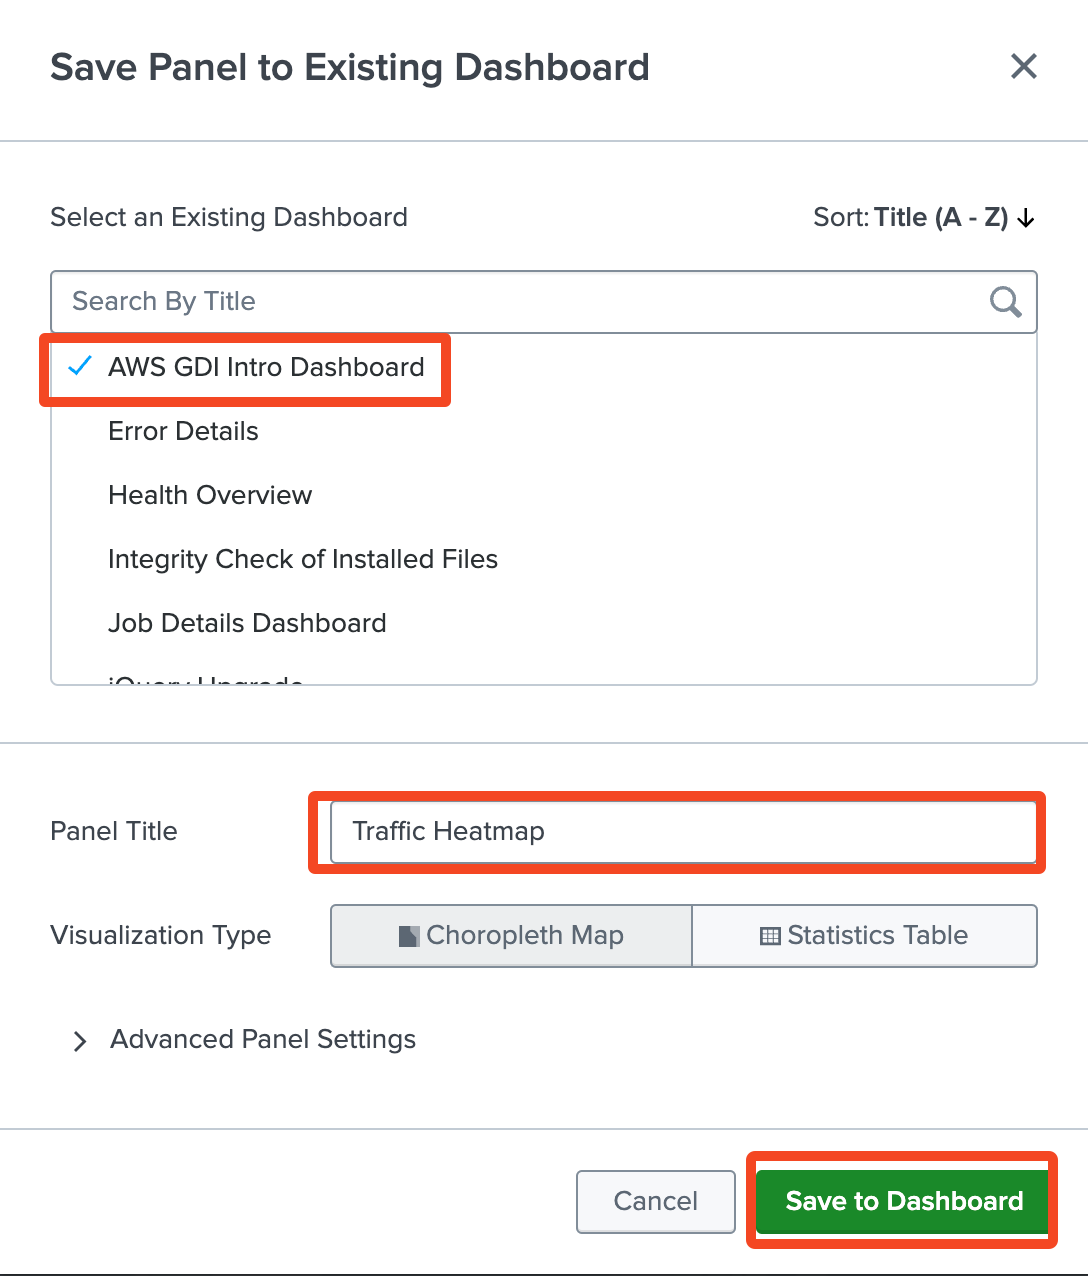 Save Panel to Existing Dashboard
Select an Existing Dashboard
Sort: Title (A - Z)
Search By Title
AWS GDI Intro Dashboard
Error Details
Health Overview
Integrity Check of Installed Files
Job Details Dashboard
jQuery Upgrade
Panel Title
Traffic Heatmap
Visualization Type
Choropleth Map
Statistics Table
Advanced Panel Settings
Cancel
Save to Dashboard